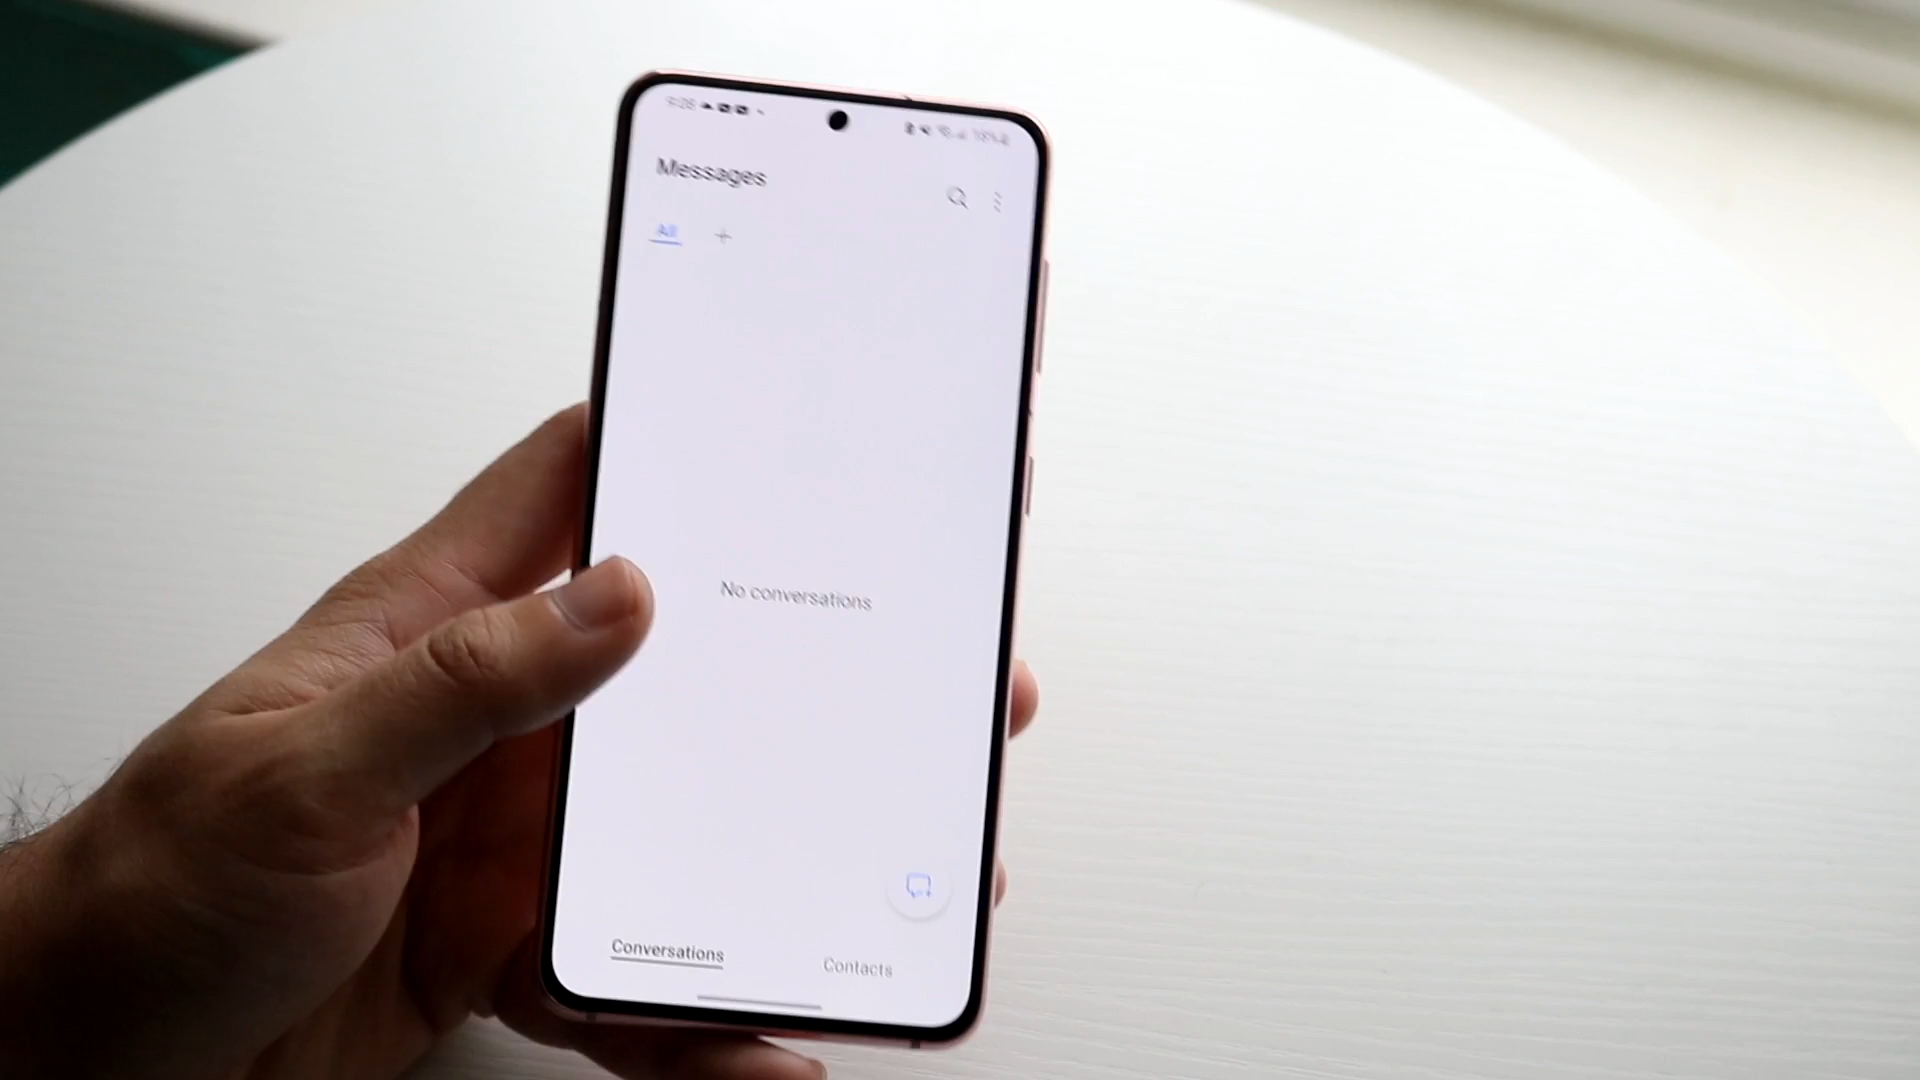 Messages
All +
No conversations
Conversations Contacts